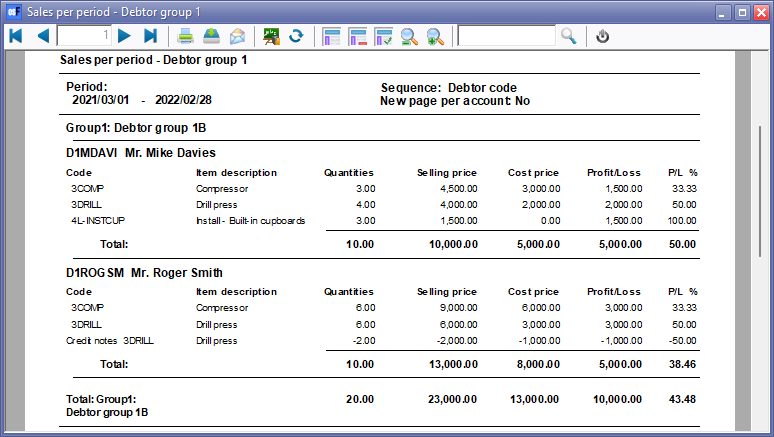 Sales per period - Debtor group 1
1
Sales per period - Debtor group 1
Period:
2021/03/01 - 2022/02/28
Sequence: Debtor code
New page per account: No
Group1: Debtor group 1B
D1MDAVI Mr. Mike Davies
Code Item description Quantities Selling price Cost price Profit/Loss P/L %
3COMP Compressor 3.00 4,500.00 3,000.00 1,500.00 33.33
3DRILL Drill press 4.00 4,000.00 2,000.00 2,000.00 50.00
4L-INSTCUP Install - Built-in cupboards 3.00 1,500.00 0.00 1,500.00 100.00
Total: 10.00 10,000.00 5,000.00 5,000.00 50.00
D1ROGSM Mr. Roger Smith
Code Item description Quantities Selling price Cost price Profit/Loss P/L %
3COMP Compressor 6.00 9,000.00 6,000.00 3,000.00 33.33
3DRILL Drill press 6.00 6,000.00 3,000.00 3,000.00 50.00
Credit notes 3DRILL Drill press -2.00 -2,000.00 -1,000.00 -1,000.00 -50.00
Total: 10.00 13,000.00 8,000.00 5,000.00 38.46
Total: Group1: 20.00 23,000.00 13,000.00 10,000.00 43.48
Debtor group 1B